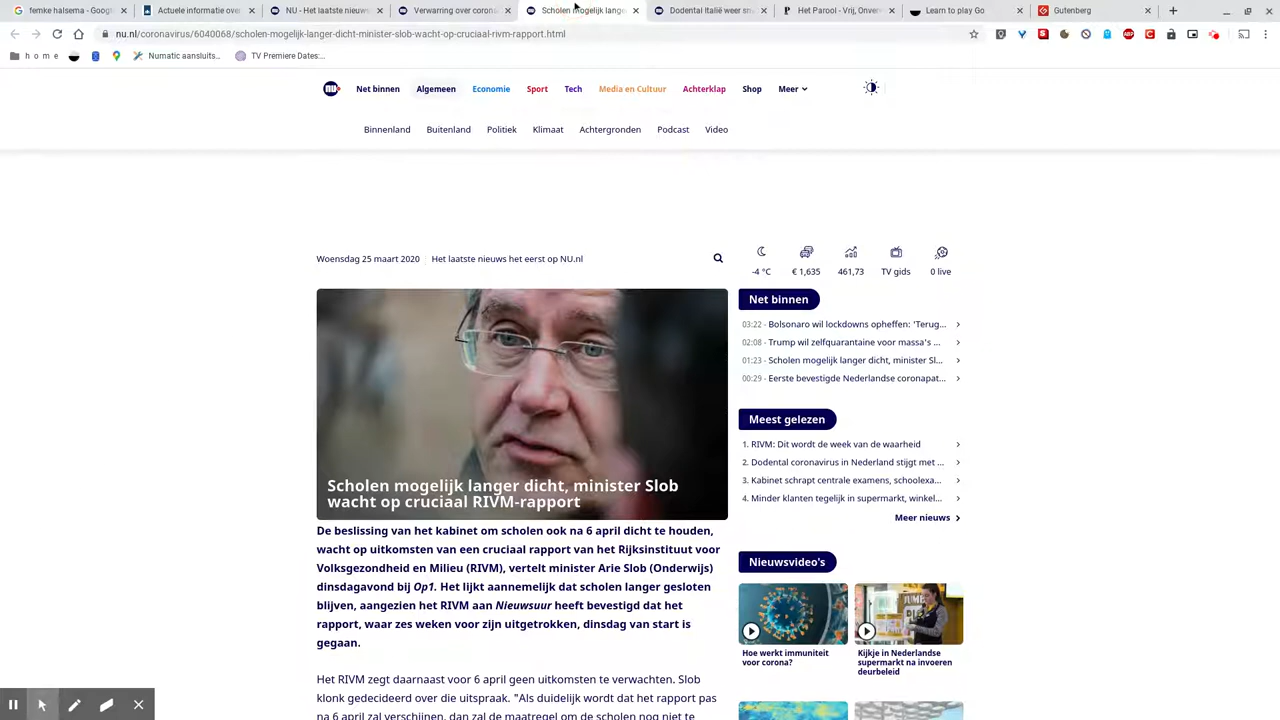 femke halsema - Goog
Actuele informatie over
NU - Het laatste nieuws
Verwarring over corona
Scholen mogelijk lange
Dodental Italië weer
Het Parool - Vrij, Onver
Learn to play Go
Gutenberg
nu.nl/coronavirus/6040068/scholen-mogelijk-langer-dicht-minister-slob-wacht-op-cruciaal-rivm-rapport.html
h o m e
Numatic aansluits...
TV Premiere Dates:...
NU
Net binnen Algemeen Economie Sport Tech Media en Cultuur Achterklap Shop Meer
Binnenland Buitenland Politiek Klimaat Achtergronden Podcast Video
Woensdag 25 maart 2020 | Het laatste nieuws het eerst op NU.nl
-4 °C € 1,635 461,73 TV gids 0 live
Scholen mogelijk langer dicht, minister Slob
wacht op cruciaal RIVM-rapport
De beslissing van het kabinet om scholen ook na 6 april dicht te houden,
wacht op uitkomsten van een cruciaal rapport van het Rijksinstituut voor
Volksgezondheid en Milieu (RIVM), vertelt minister Arie Slob (Onderwijs)
dinsdagavond bij Op1. Het lijkt aannemelijk dat scholen langer gesloten
blijven, aangezien het RIVM aan Nieuwsuur heeft bevestigd dat het
rapport, waar zes weken voor zijn uitgetrokken, dinsdag van start is
gegaan.
Het RIVM zegt daarnaast voor 6 april geen uitkomsten te verwachten. Slob
klonk gedecideerd over die uitspraak. "Als duidelijk wordt dat het rapport pas
na 6 april zal verschijnen, dan zal de maatregel om de scholen nog niet te
Net binnen
03:22 - Bolsonaro wil lockdowns opheffen: 'Terug...
02:08 - Trump wil zelfquarantaine voor massa's ...
01:23 - Scholen mogelijk langer dicht, minister Sl...
00:29 - Eerste bevestigde Nederlandse coronapat...
Meest gelezen
1. RIVM: Dit wordt de week van de waarheid
2. Dodental coronavirus in Nederland stijgt met ...
3. Kabinet schrapt centrale examens, schoolexa...
4. Minder klanten tegelijk in supermarkt, winkel...
Meer nieuws
Nieuwsvideo's
Hoe werkt immuniteit
voor corona?
Kijkje in Nederlandse
supermarkt na invoeren
deurbeleid